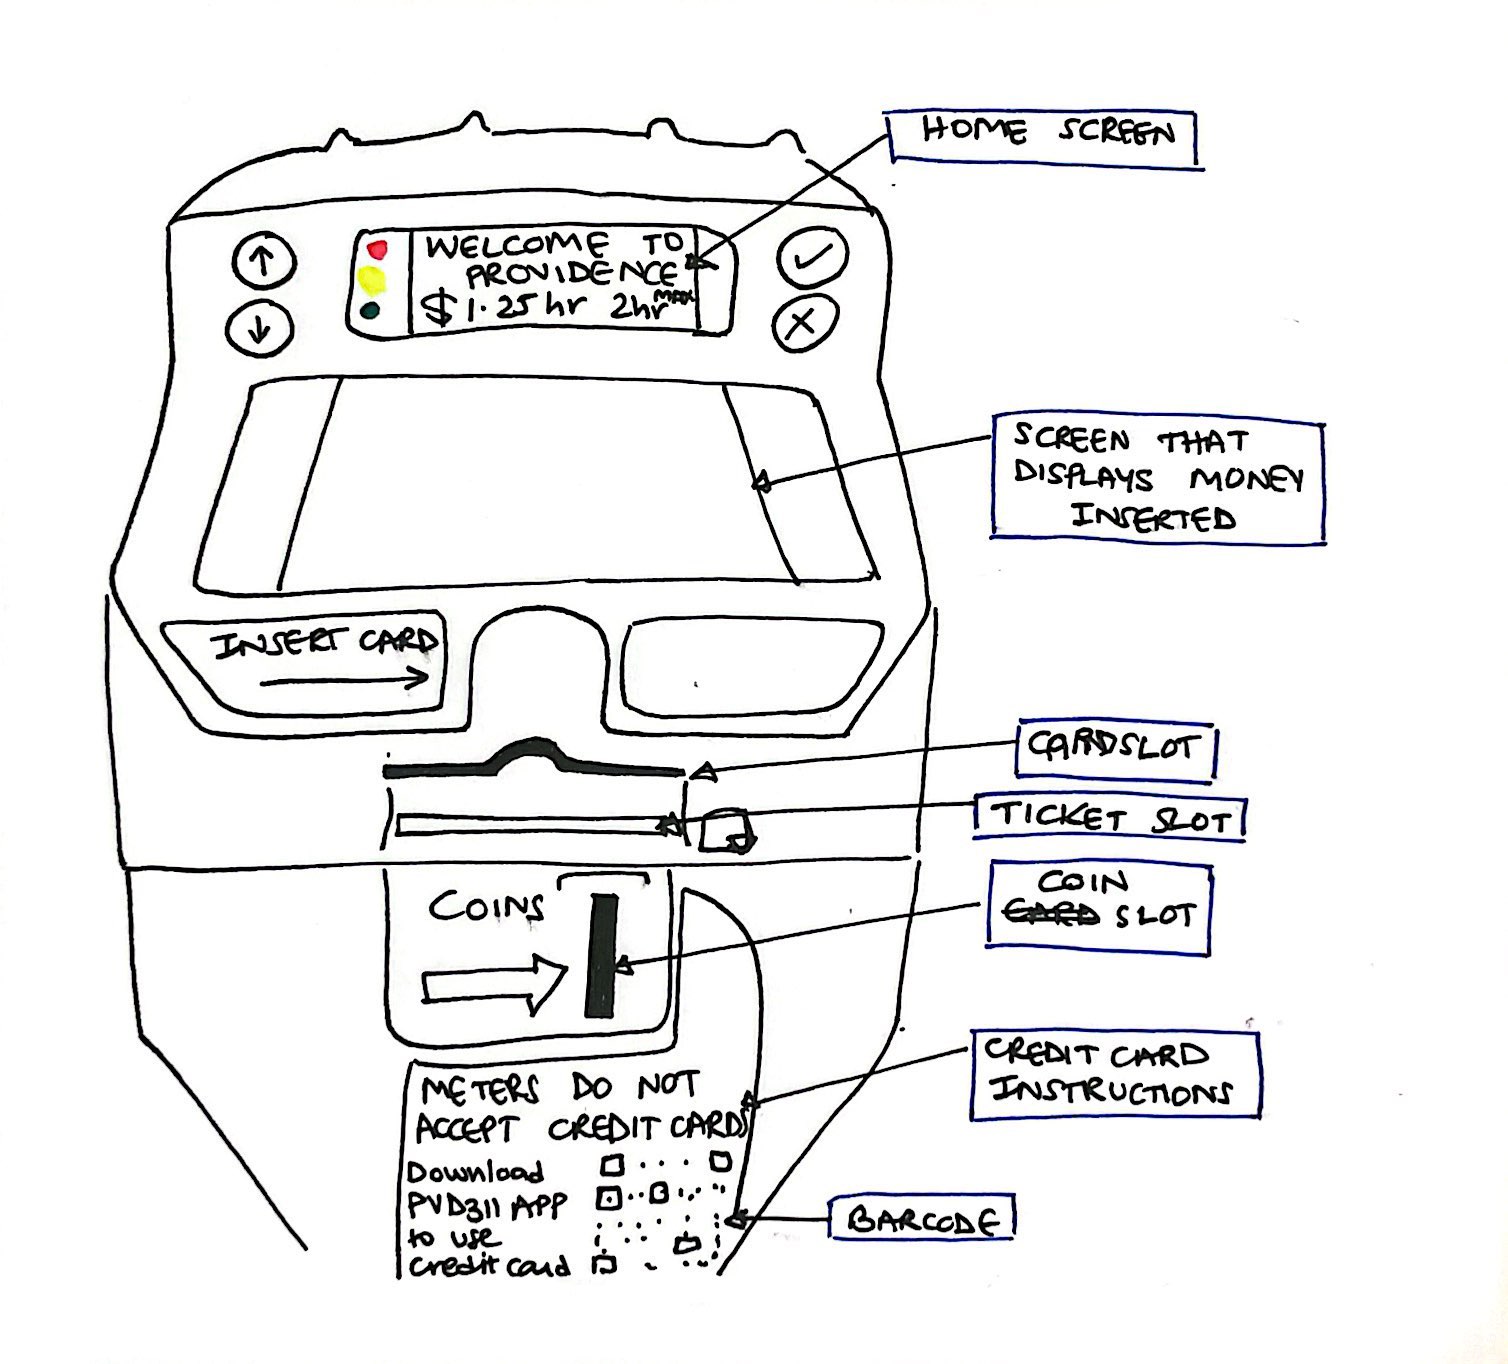 HOME SCREEN
WELCOME TO
PROVIDENCE
$1.25 hr 2hr MAX
SCREEN THAT
DISPLAYS MONEY
INSERTED
INSERT CARD
CARDSLOT
TICKET SLOT
COIN
SLOT
COINS
CREDIT CARD
INSTRUCTIONS
METERS DO NOT
ACCEPT CREDIT CARDS
Download
PVD311 APP
to use
Credit card
BARCODE